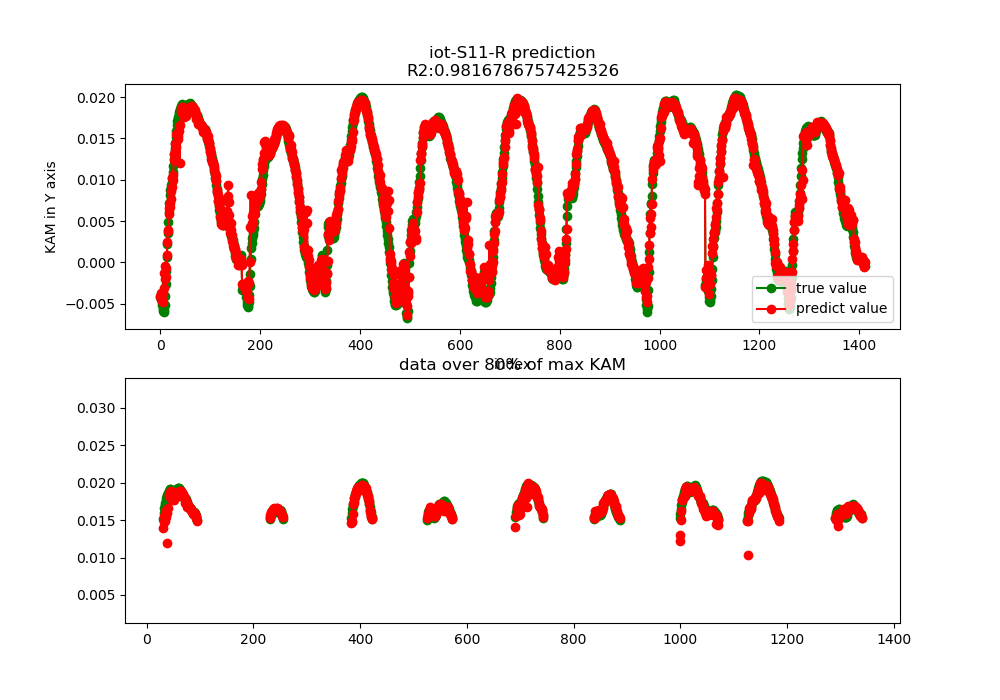 iot-S11-R prediction
R2:0.9816786757425326
KAM in Y axis
0.020
0.015
0.010
0.005
0.000
−0.005
true value
predict value
0 200 400 600 800 1000 1200 1400
index
data over 80% of max KAM
0.030
0.025
0.020
0.015
0.010
0.005
0 200 400 600 800 1000 1200 1400